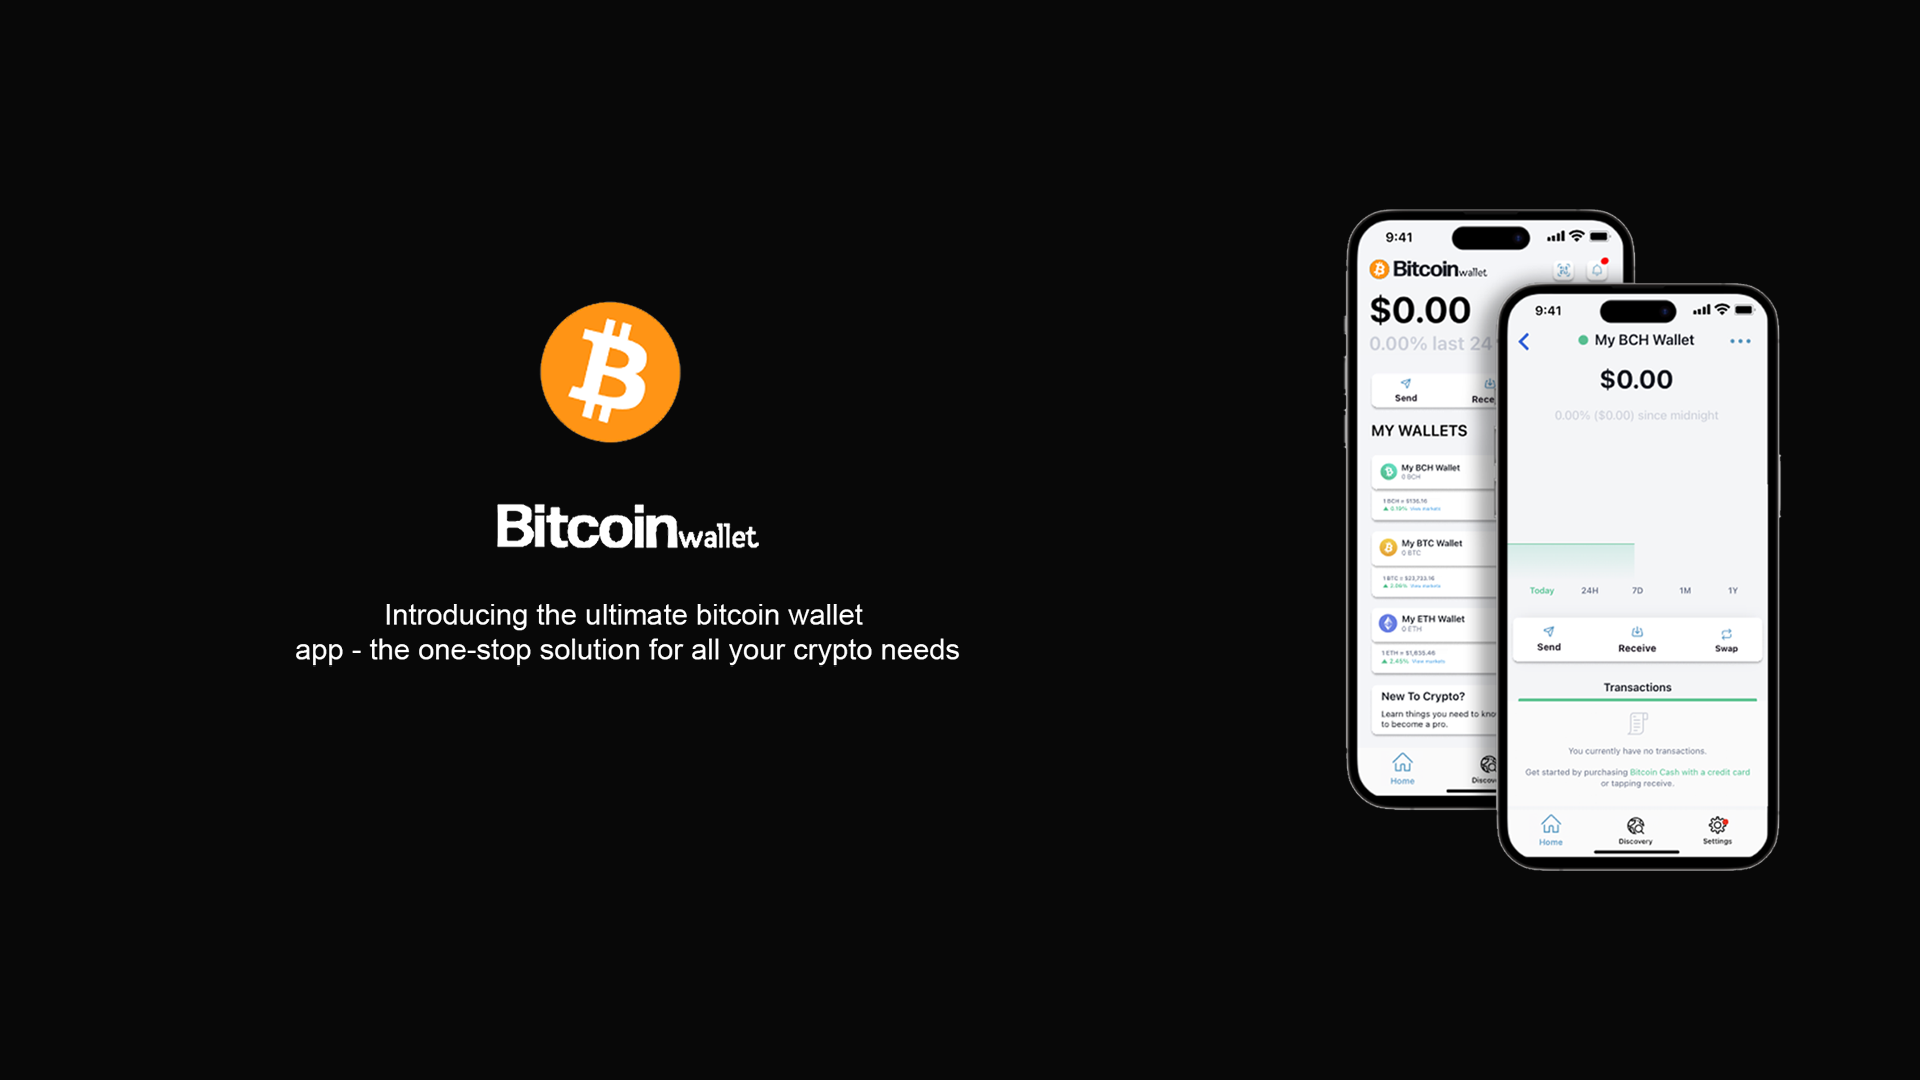 Bitcoin wallet
Introducing the ultimate bitcoin wallet
app - the one-stop solution for all your crypto needs
9:41
Bitcoin wallet
$0.00
0.00% last 24
Send
Rece
MY WALLETS
My BCH Wallet
0 BCH
1 BCH = $136.16
▲ 0.19% View markets
My BTC Wallet
0 BTC
1 BTC = $23,733.16
▲ 2.06% View markets
My ETH Wallet
0 ETH
1 ETH = $1,635.46
▲ 2.45% View markets
New To Crypto?
Learn things you need to kno
to become a pro.
Home
Discov
9:41
My BCH Wallet
$0.00
0.00% ($0.00) since midnight
Today 24H 7D 1M 1Y
Send Receive Swap
Transactions
You currently have no transactions.
Get started by purchasing Bitcoin Cash with a credit card
or tapping receive.
Home Discovery Settings